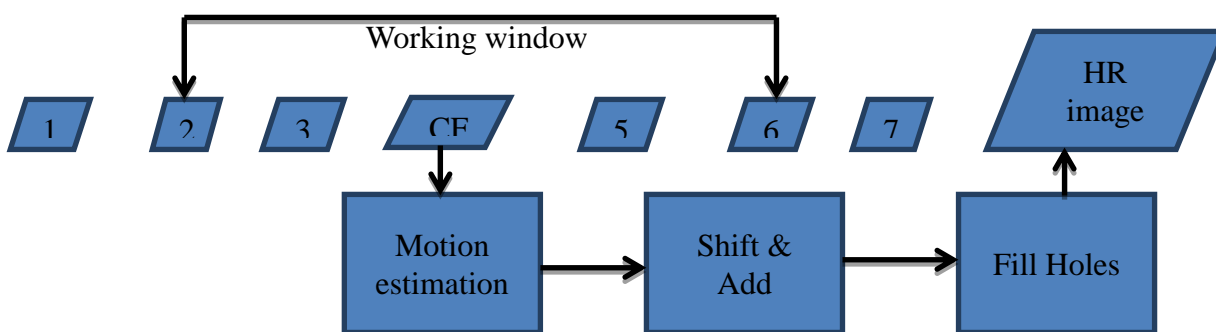 Working window
1 2 3 CF 5 6 7
HR
image
Motion
estimation
Shift &
Add
Fill Holes